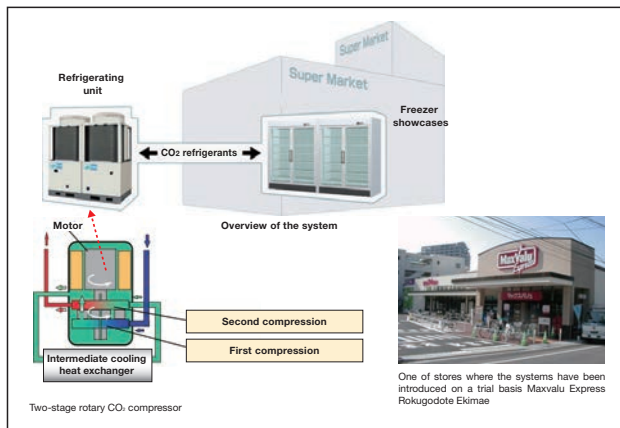 Super Market
Super Market
Refrigerating
unit
Freezer
showcases
CO2 refrigerants
Overview of the system
Motor
Second compression
First compression
Intermediate cooling
heat exchanger
Two-stage rotary CO2 compressor
MaxValu
Express
One of stores where the systems have been
introduced on a trial basis Maxvalu Express
Rokugodote Ekimae